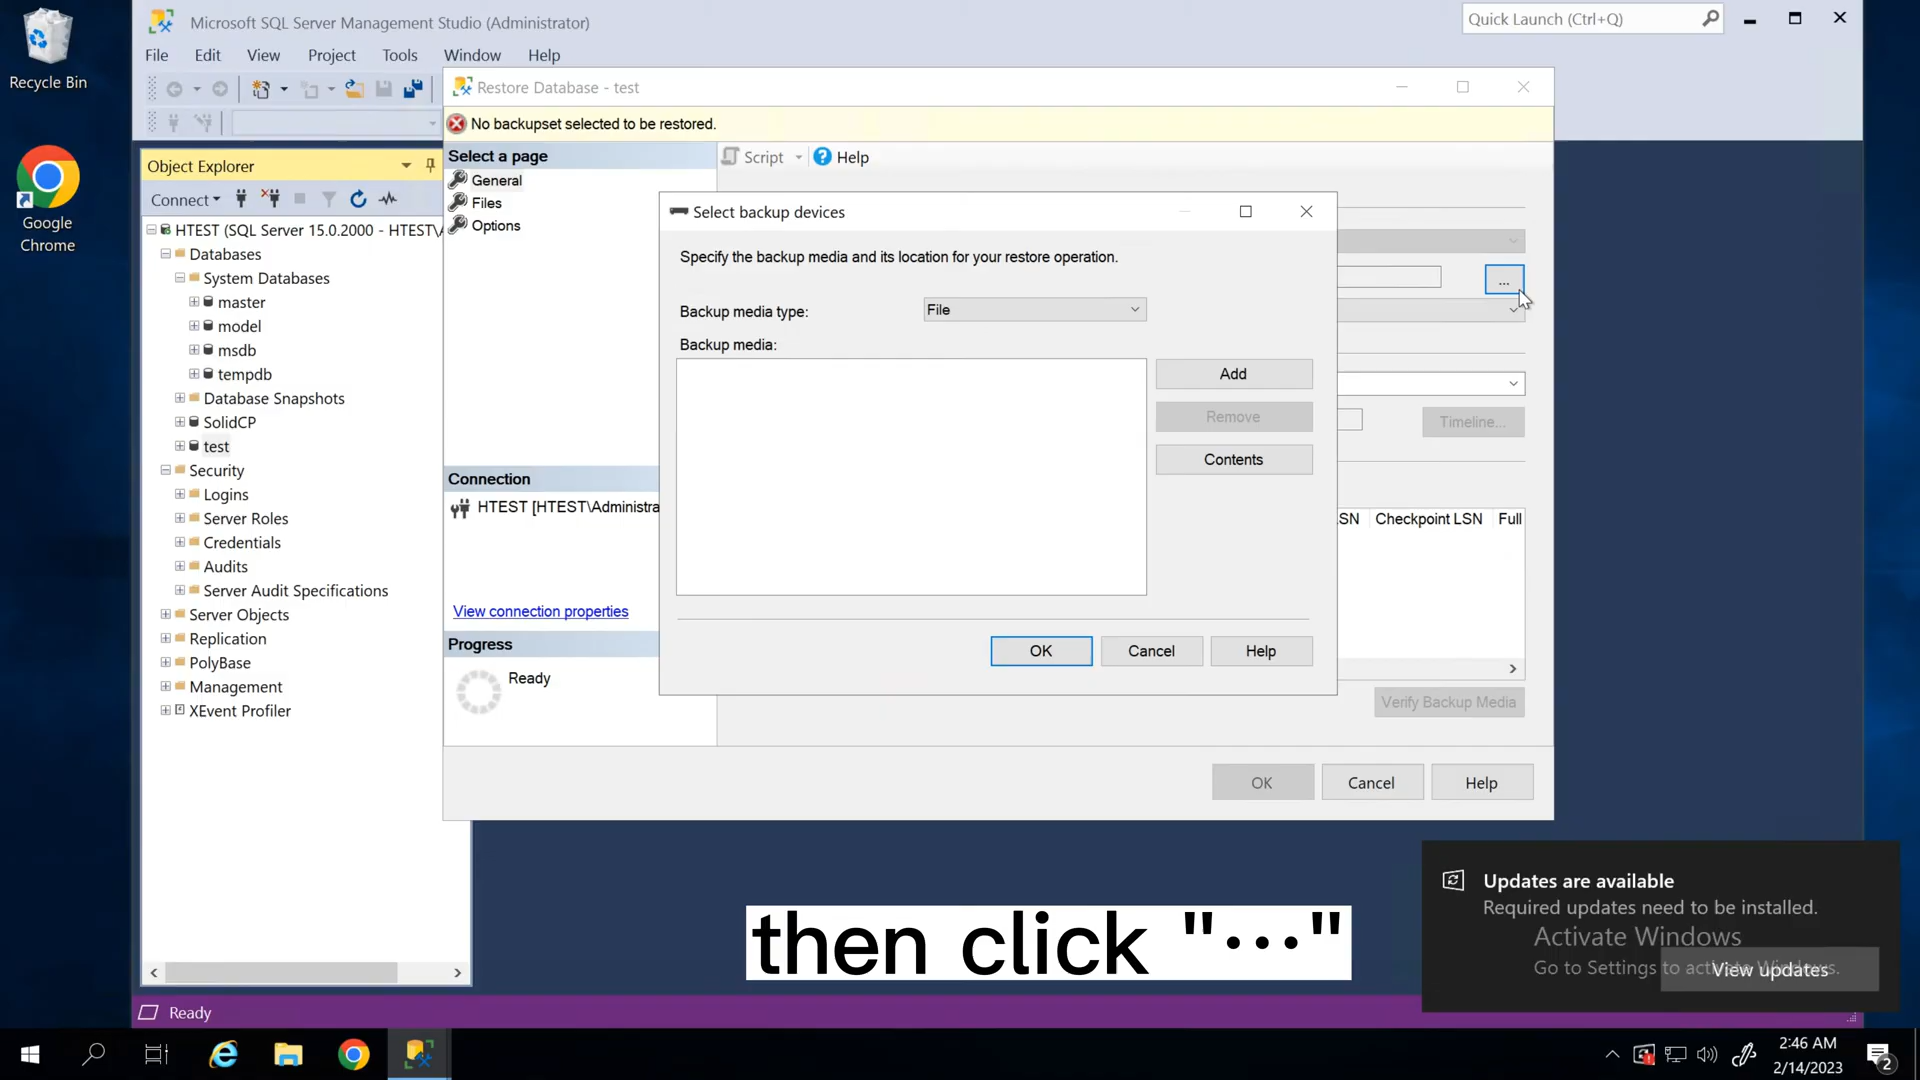 Recycle Bin
Google
Chrome
Microsoft SQL Server Management Studio (Administrator)
Quick Launch (Ctrl+Q)
File Edit View Project Tools Window Help
Object Explorer
Connect
HTEST (SQL Server 15.0.2000 - HTEST\A
Databases
System Databases
master
model
msdb
tempdb
Database Snapshots
SolidCP
test
Security
Logins
Server Roles
Credentials
Audits
Server Audit Specifications
Server Objects
Replication
PolyBase
Management
XEvent Profiler
Restore Database - test
No backupset selected to be restored.
Select a page
General
Files
Options
Script Help
...
Timeline...
Connection
HTEST [HTEST\Administra
View connection properties
Progress
Ready
SN Checkpoint LSN Full
Verify Backup Media
OK Cancel Help
Select backup devices
Specify the backup media and its location for your restore operation.
Backup media type: File
Backup media:
Add
Remove
Contents
OK Cancel Help
then click "···"
Updates are available
Required updates need to be installed.
Activate Windows
Go to Settings to activate Windows.
View updates
Ready
2:46 AM
2/14/2023
2